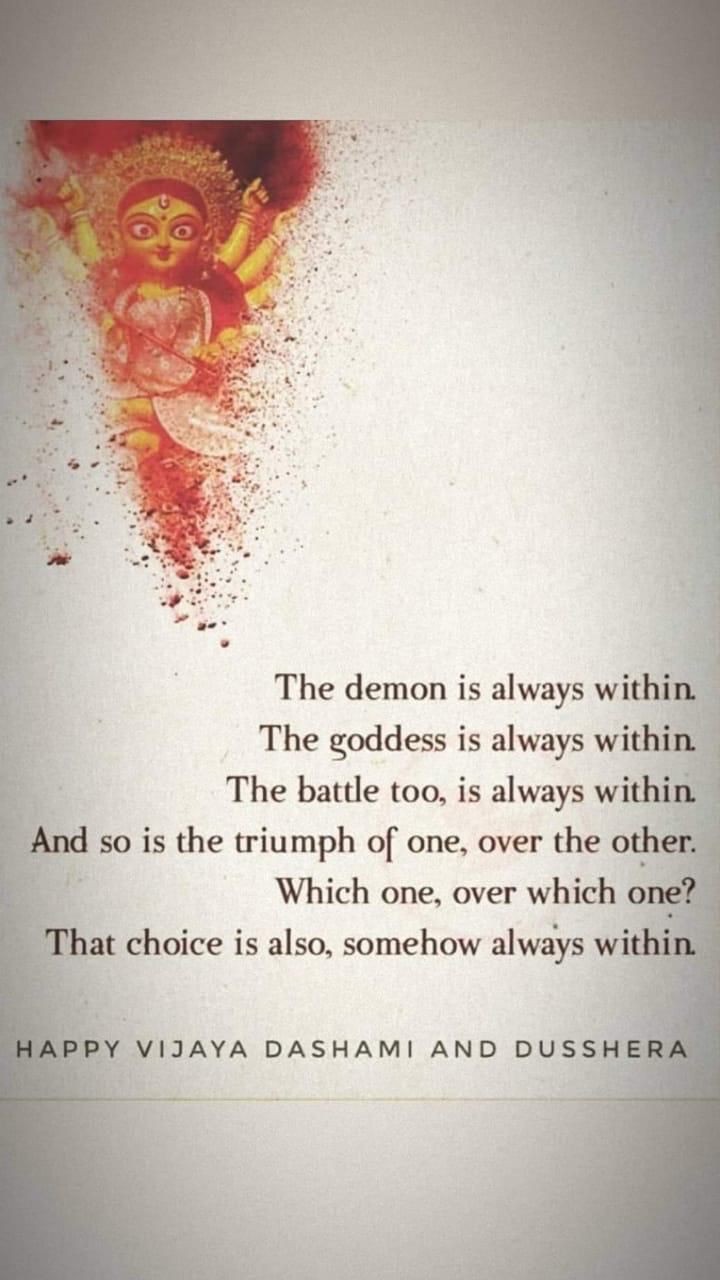 The demon is always within.
The goddess is always within.
The battle too, is always within.
And so is the triumph of one, over the other.
Which one, over which one?
That choice is also, somehow always within.
HAPPY VIJAYA DASHAMI AND DUSSHERA